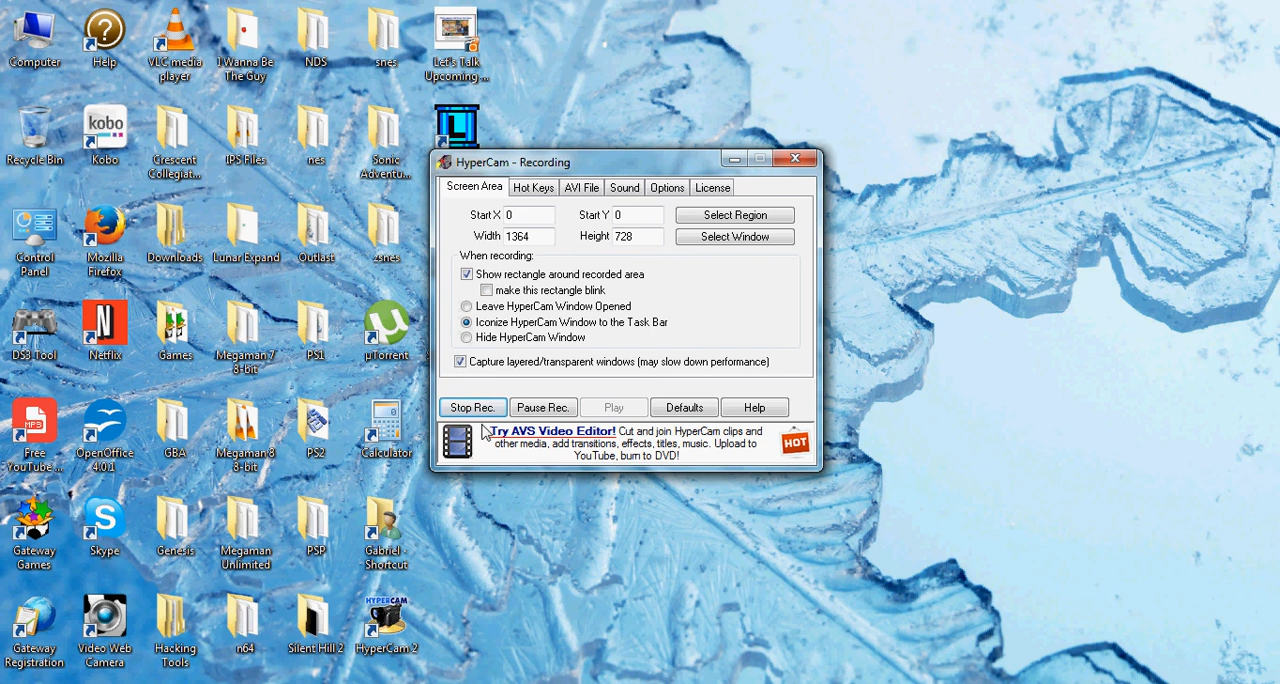 Computer
Help
VLC media
player
I Wanna Be
The Guy
NDS
snes
Let's Talk
Upcoming ...
Recycle Bin
kobo
Kobo
Crescent
Collegiat...
IPS Files
nes
Sonic
Adventu...
L
Control
Panel
Mozilla
Firefox
Downloads
Lunar Expand
Outlast
zsnes
DS3 Tool
N
Netflix
Games
Megaman 7
8-bit
PS1
µ
µTorrent
MP3
Free
YouTube ...
OpenOffice
4.0.1
GBA
Megaman 8
8-bit
PS2
Calculator
Gateway
Games
S
Skype
Genesis
Megaman
Unlimited
PSP
Gabriel -
Shortcut
Gateway
Registration
Video Web
Camera
Hacking
Tools
n64
Silent Hill 2
HYPERCAM
HyperCam 2
HyperCam - Recording
Screen Area Hot Keys AVI File Sound Options License
Start X 0 Start Y 0 Select Region
Width 1364 Height 728 Select Window
When recording:
Show rectangle around recorded area
make this rectangle blink
Leave HyperCam Window Opened
Iconize HyperCam Window to the Task Bar
Hide HyperCam Window
Capture layered/transparent windows (may slow down performance)
Stop Rec. Pause Rec. Play Defaults Help
Try AVS Video Editor! Cut and join HyperCam clips and
other media, add transitions, effects, titles, music. Upload to
YouTube, burn to DVD!
HOT